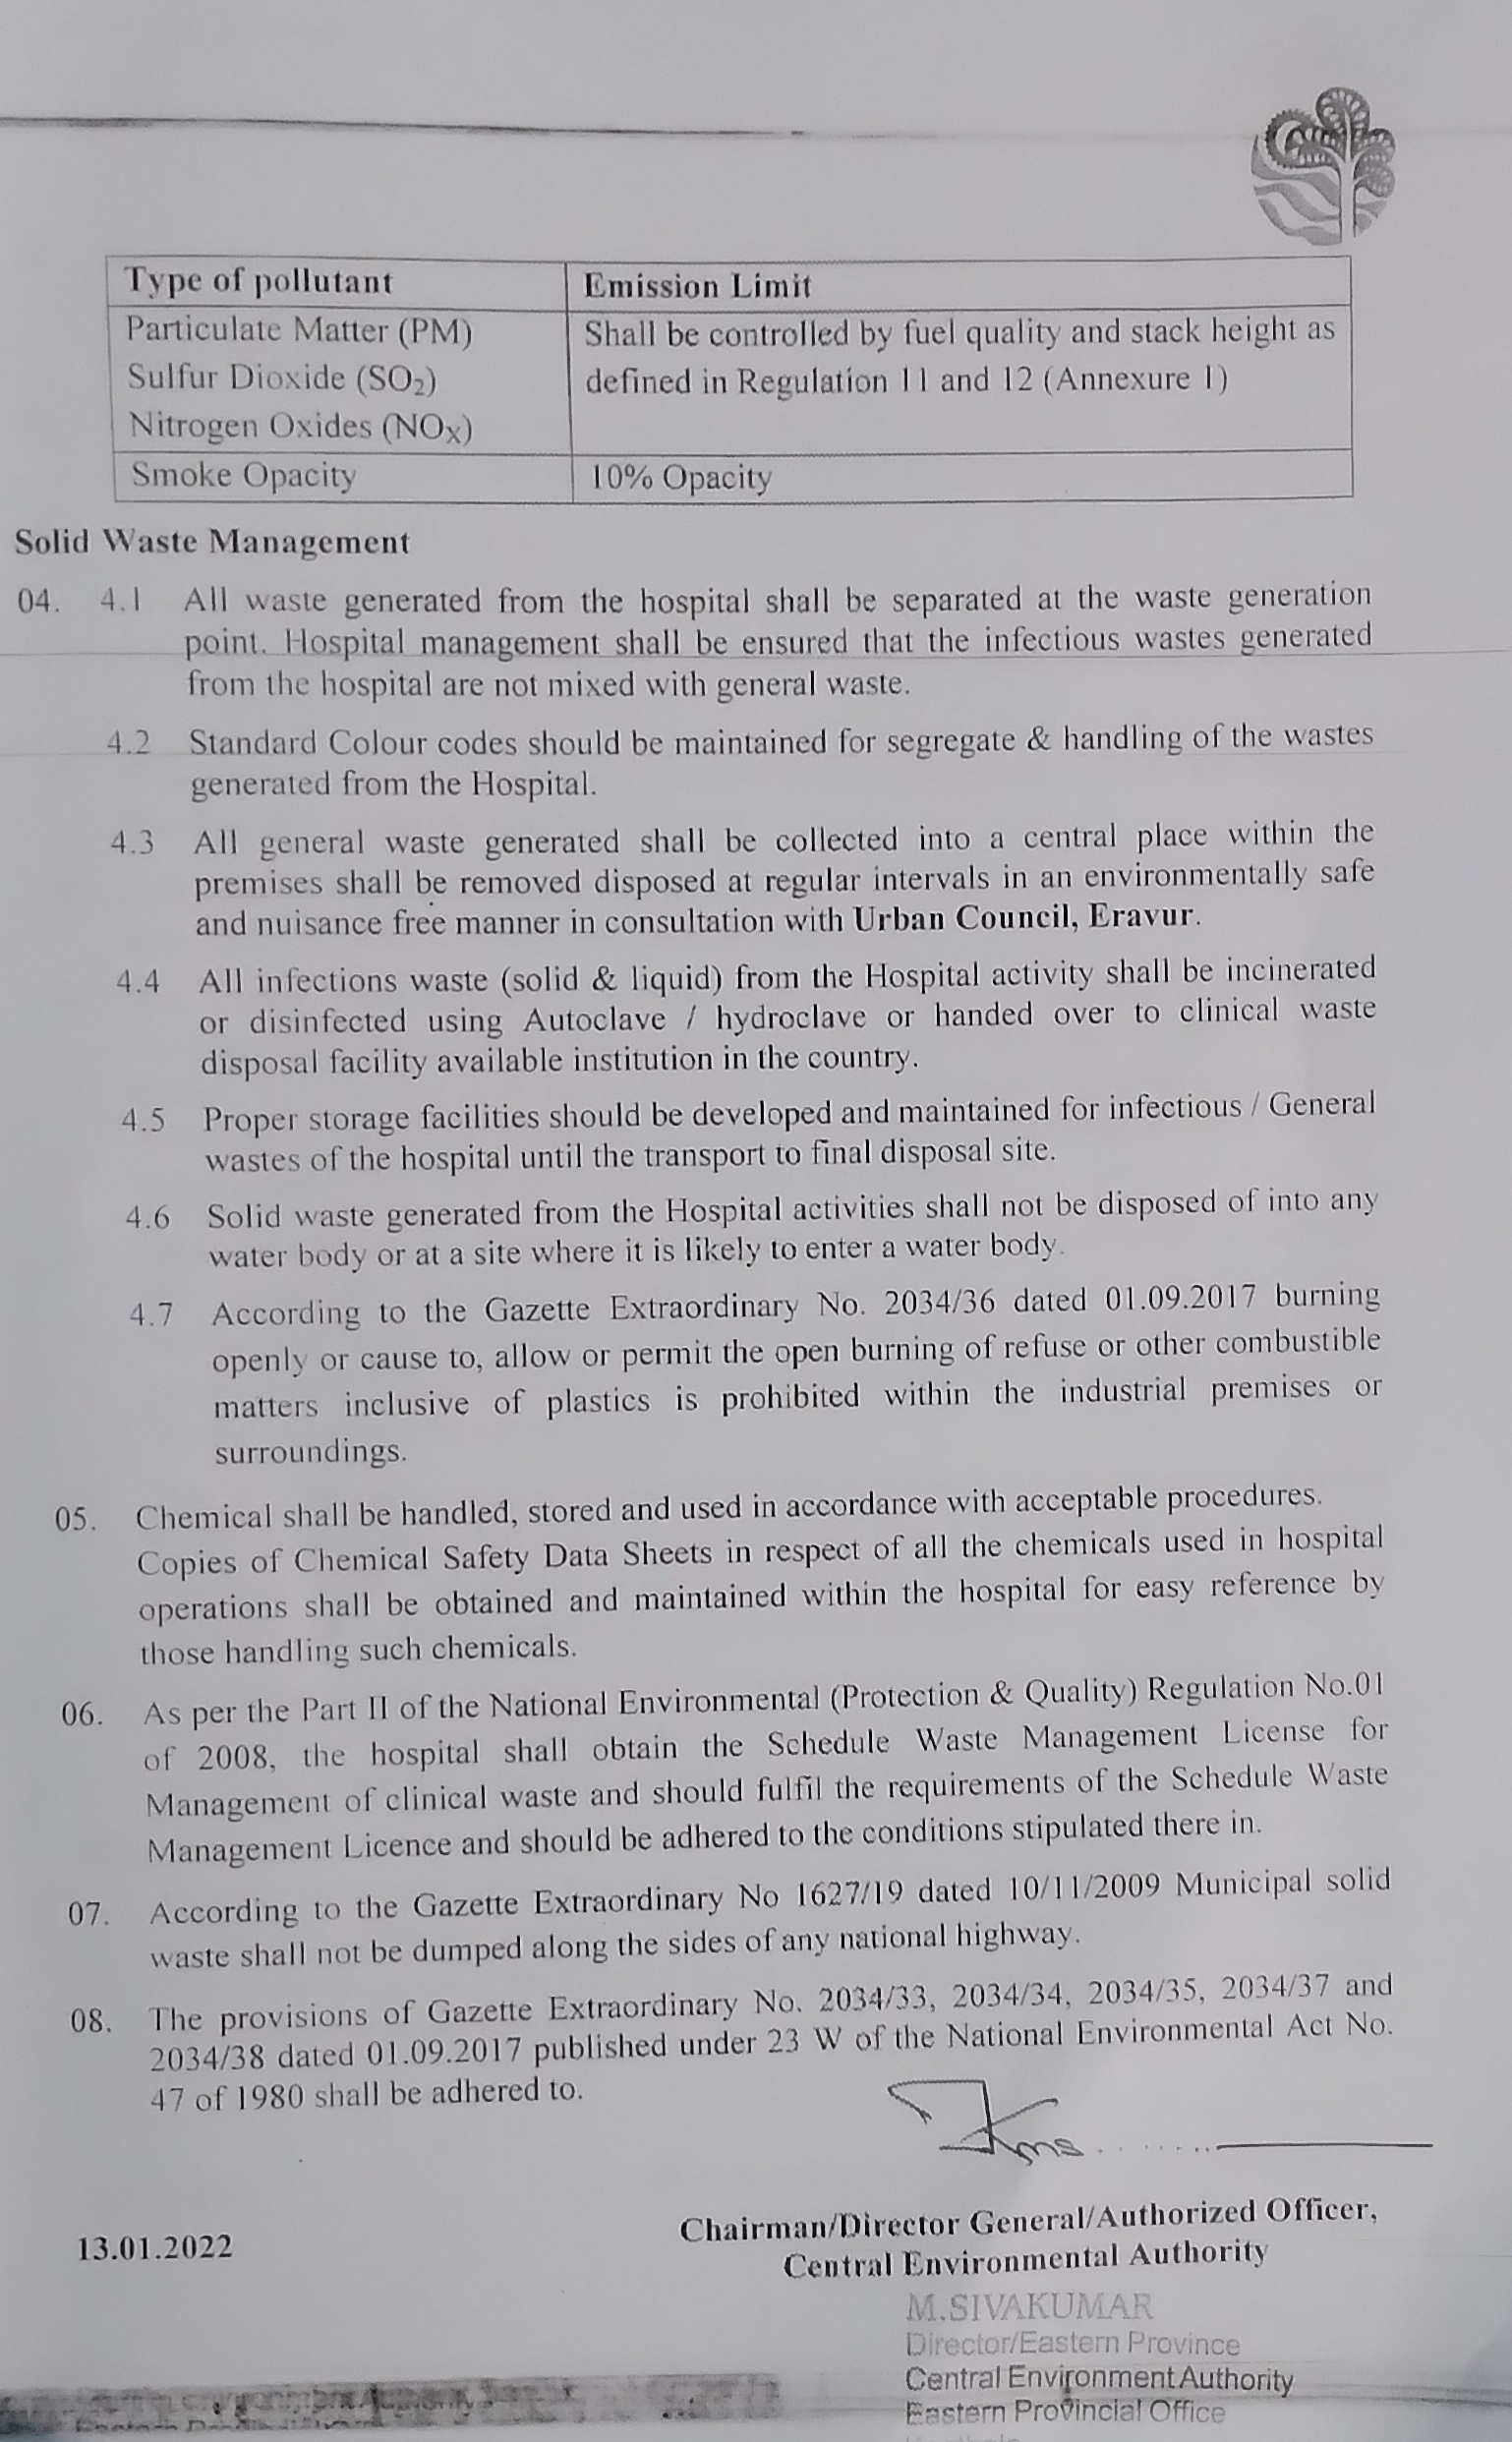 Type of pollutant Emission Limit
Particulate Matter (PM) Shall be controlled by fuel quality and stack height as
Sulfur Dioxide (SO₂) defined in Regulation 11 and 12 (Annexure 1)
Nitrogen Oxides (NOx)
Smoke Opacity 10% Opacity
Solid Waste Management
04. 4.1 All waste generated from the hospital shall be separated at the waste generation
point. Hospital management shall be ensured that the infectious wastes generated
from the hospital are not mixed with general waste.
4.2 Standard Colour codes should be maintained for segregate & handling of the wastes
generated from the Hospital.
4.3 All general waste generated shall be collected into a central place within the
premises shall be removed disposed at regular intervals in an environmentally safe
and nuisance free manner in consultation with Urban Council, Eravur.
4.4 All infections waste (solid & liquid) from the Hospital activity shall be incinerated
or disinfected using Autoclave / hydroclave or handed over to clinical waste
disposal facility available institution in the country.
4.5 Proper storage facilities should be developed and maintained for infectious / General
wastes of the hospital until the transport to final disposal site.
4.6 Solid waste generated from the Hospital activities shall not be disposed of into any
water body or at a site where it is likely to enter a water body.
4.7 According to the Gazette Extraordinary No. 2034/36 dated 01.09.2017 burning
openly or cause to, allow or permit the open burning of refuse or other combustible
matters inclusive of plastics is prohibited within the industrial premises or
surroundings.
05. Chemical shall be handled, stored and used in accordance with acceptable procedures.
Copies of Chemical Safety Data Sheets in respect of all the chemicals used in hospital
operations shall be obtained and maintained within the hospital for easy reference by
those handling such chemicals.
06. As per the Part II of the National Environmental (Protection & Quality) Regulation No.01
of 2008, the hospital shall obtain the Schedule Waste Management License for
Management of clinical waste and should fulfil the requirements of the Schedule Waste
Management Licence and should be adhered to the conditions stipulated there in.
07. According to the Gazette Extraordinary No 1627/19 dated 10/11/2009 Municipal solid
waste shall not be dumped along the sides of any national highway.
08. The provisions of Gazette Extraordinary No. 2034/33, 2034/34, 2034/35, 2034/37 and
2034/38 dated 01.09.2017 published under 23 W of the National Environmental Act No.
47 of 1980 shall be adhered to.
Chairman/Director General/Authorized Officer,
13.01.2022
Central Environmental Authority
M.SIVAKUMAR
Director/Eastern Province
Central Environment Authority
Eastern Provincial Office